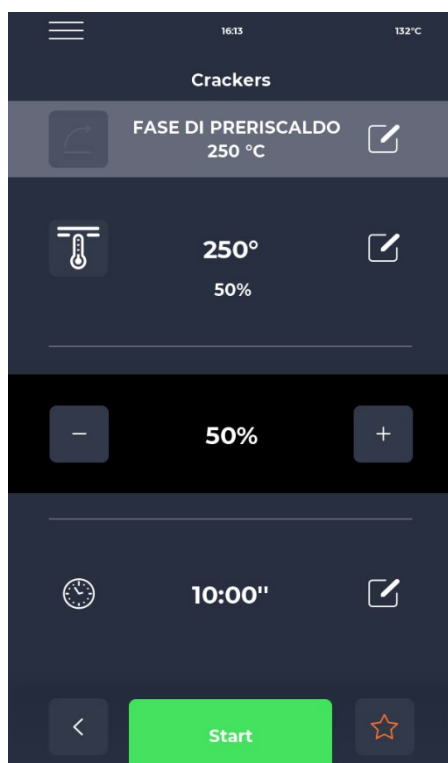 16:13
132°C
Crackers
FASE DI PRERISCALDO
250 °C
250°
50%
− 50% +
10:00"
Start